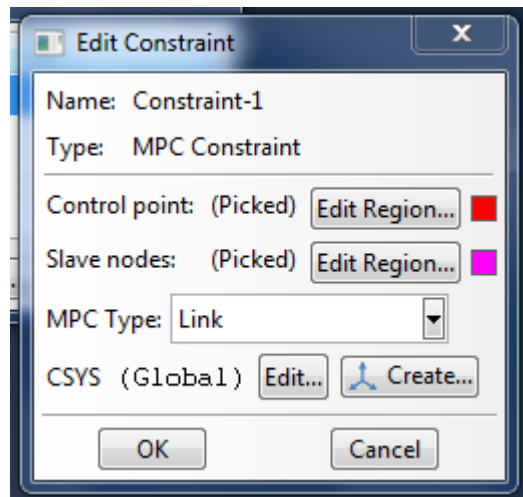 Edit Constraint
x
Name: Constraint-1
Type: MPC Constraint
Control point: (Picked) Edit Region...
Slave nodes: (Picked) Edit Region...
MPC Type: Link
CSYS (Global) Edit... Create...
OK Cancel